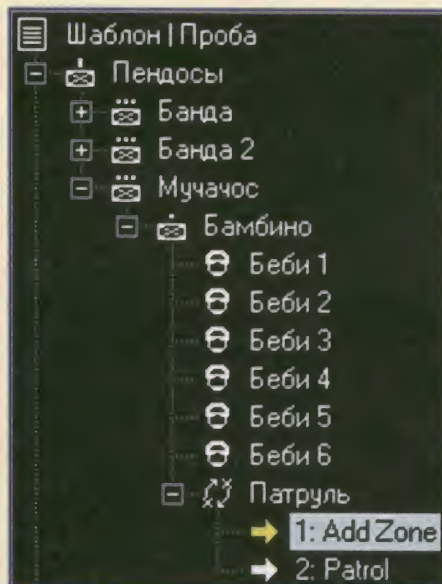 Шаблон | Проба
Пендосы
Банда
Банда 2
Мучачос
Бамбино
Беби 1
Беби 2
Беби 3
Беби 4
Беби 5
Беби 6
Патруль
1: Add Zone
2: Patrol